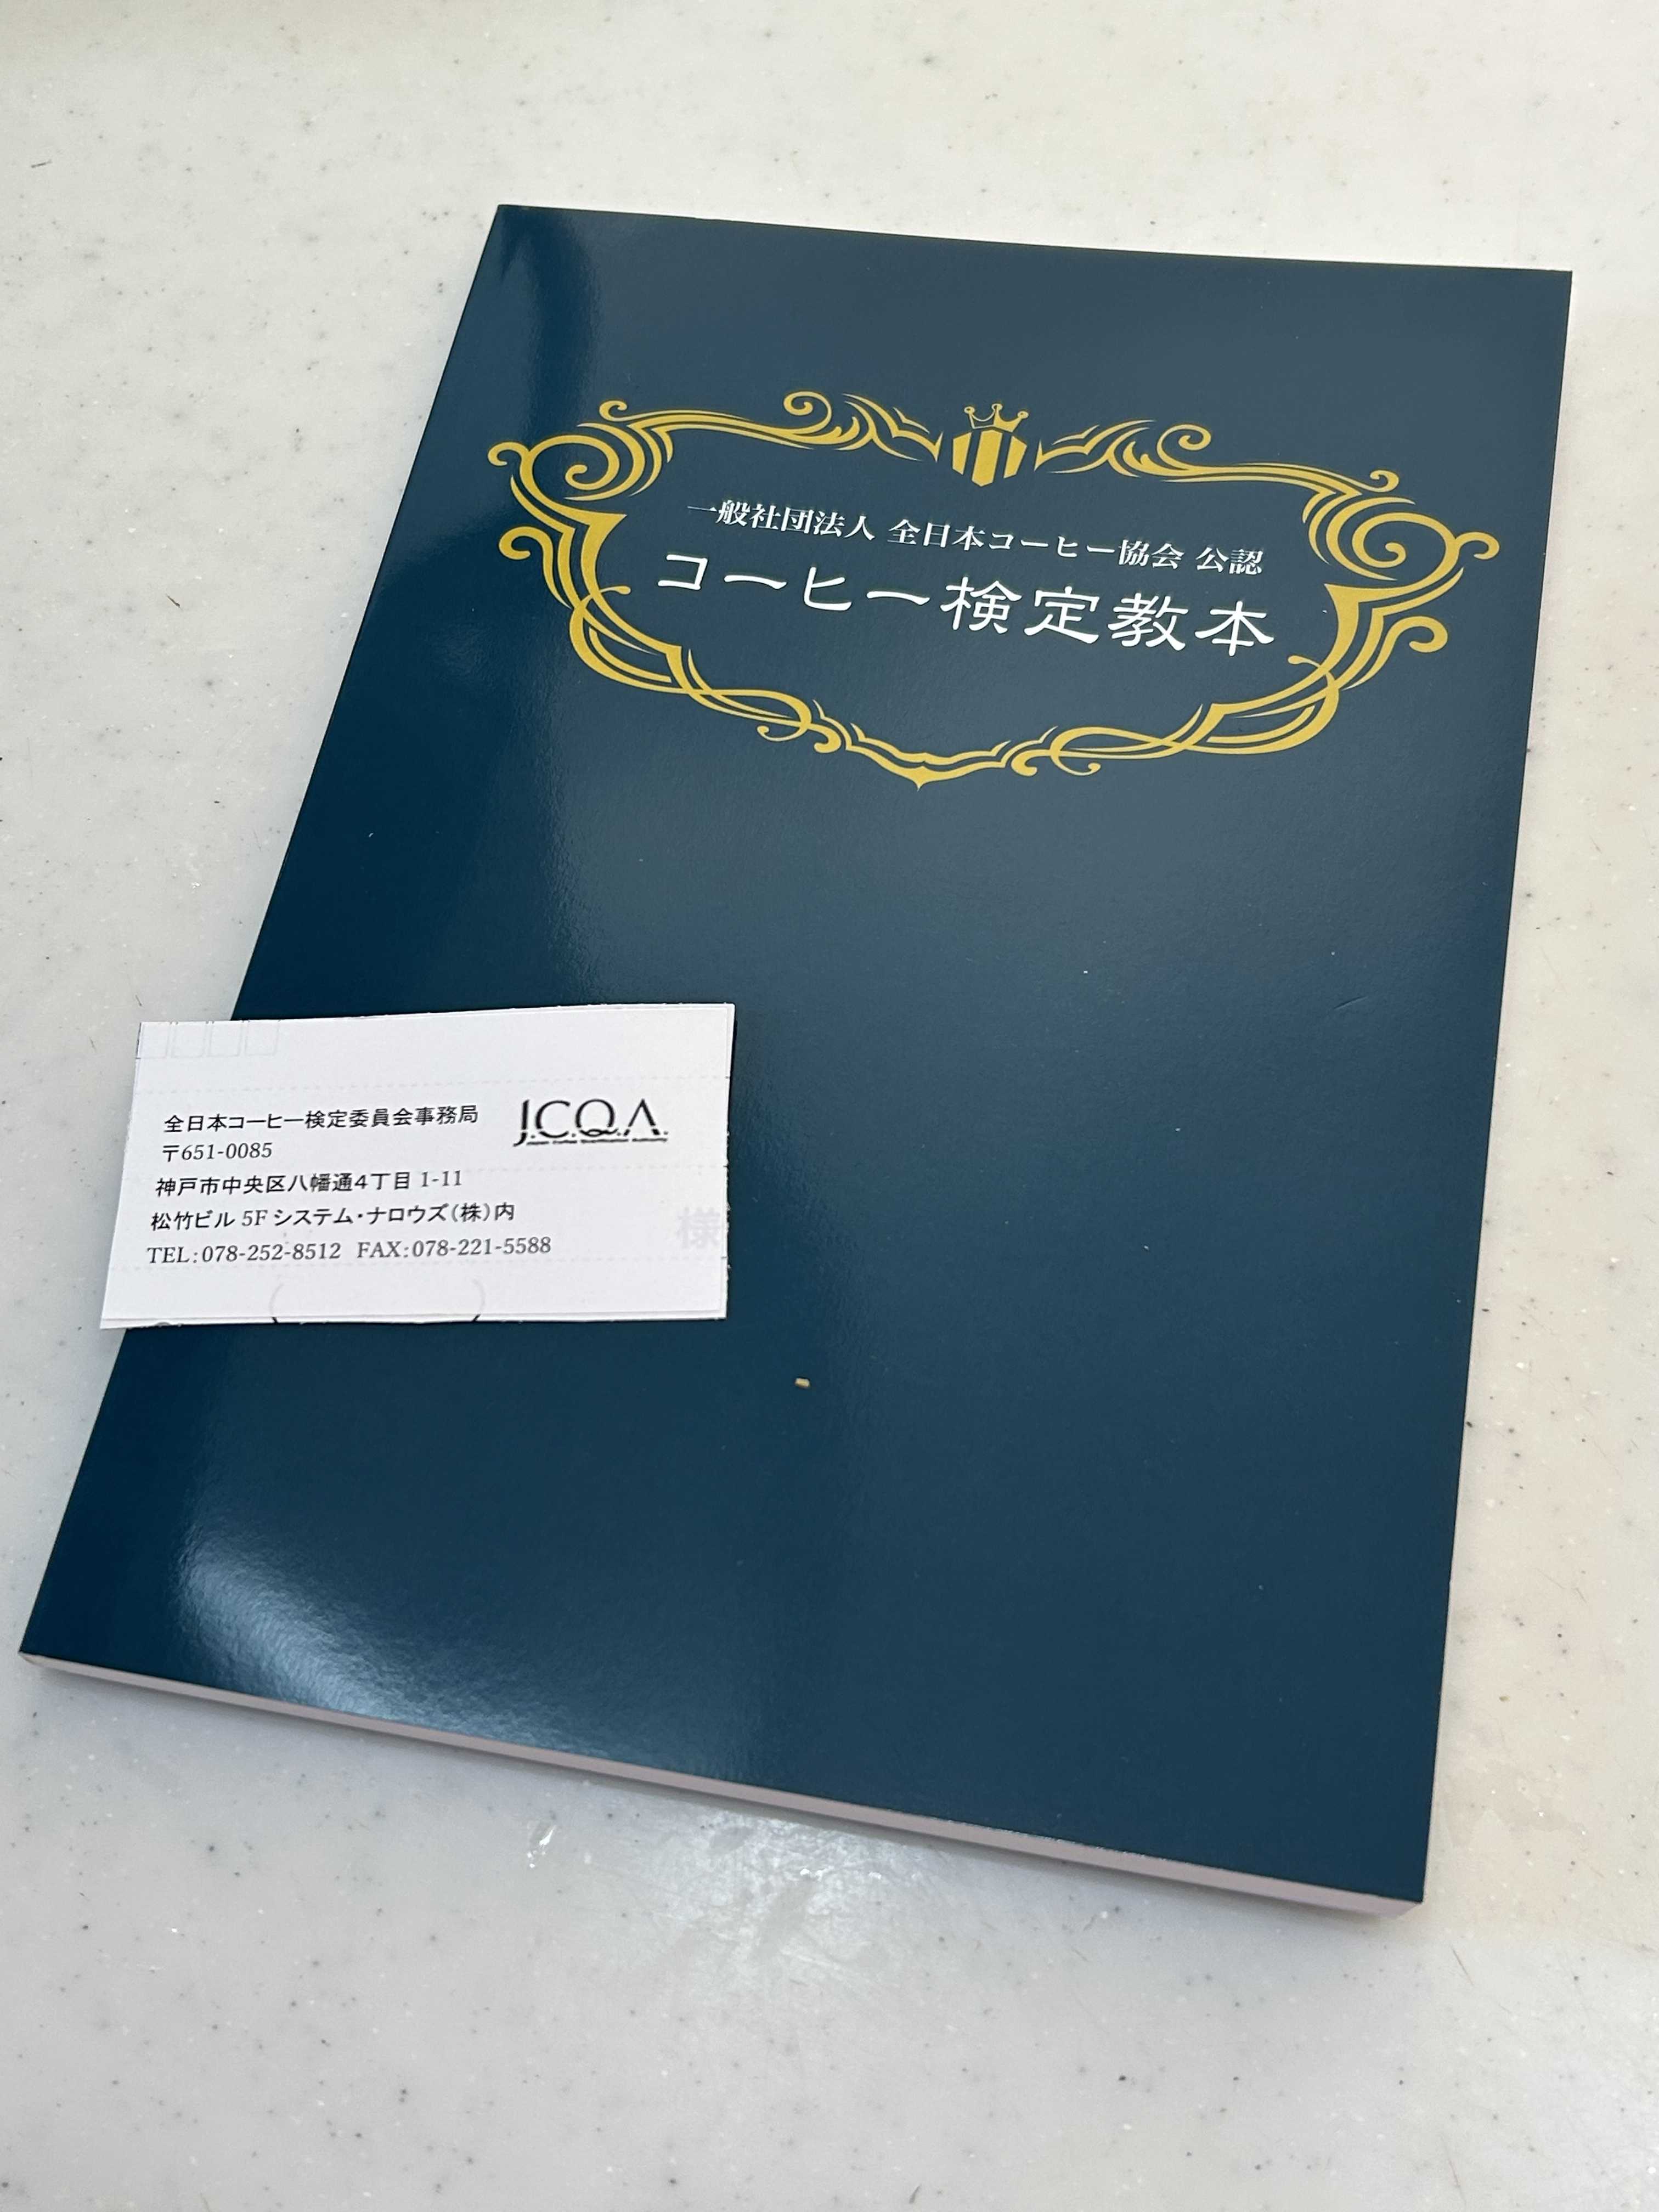 一般社団法人 全日本コーヒー協会 公認
コーヒー検定教本
全日本コーヒー検定委員会事務局
J.C.Q.A.
〒651-0085
神戸市中央区八幡通4丁目 1-11
松竹ビル 5F システム・ナロウズ(株)内
TEL:078-252-8512 FAX:078-221-5588
様